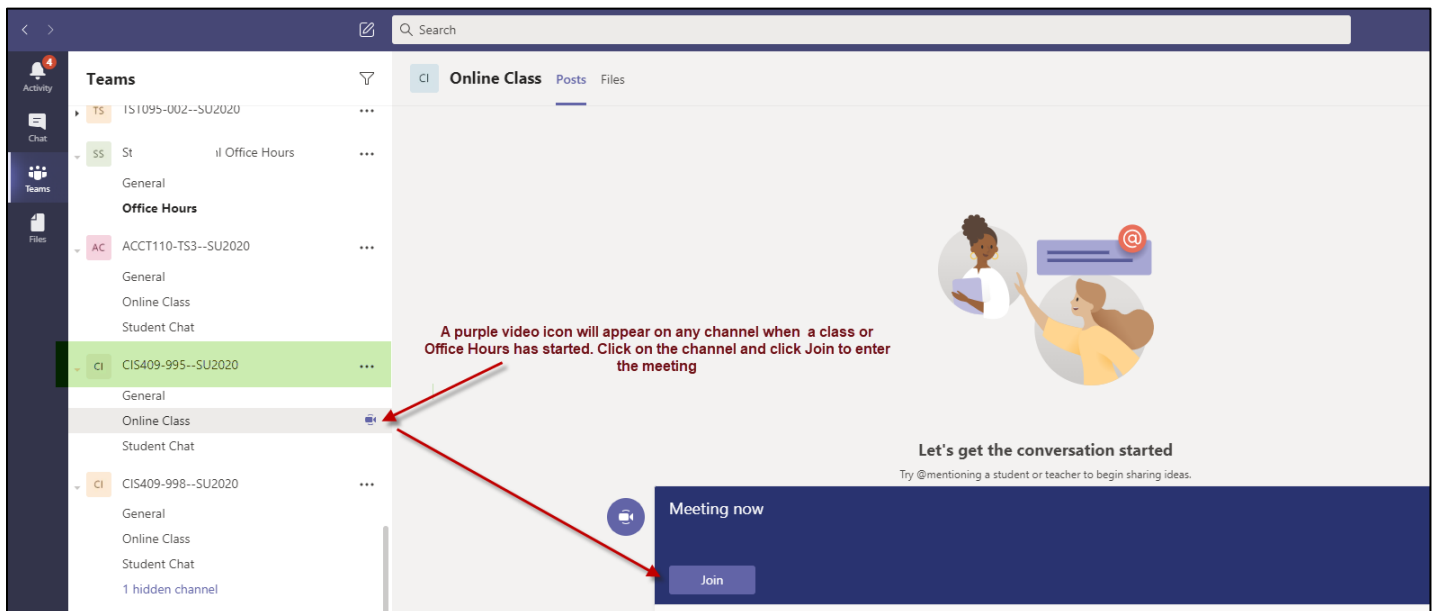 Search
4
Activity
Chat
Teams
Files
Teams
TS
TST095-002--SU2020
...
SS
St
l Office Hours
...
General
Office Hours
AC
ACCT110-TS3--SU2020
...
General
Online Class
Student Chat
CI
CIS409-995--SU2020
...
General
Online Class
Student Chat
CI
CIS409-998--SU2020
...
General
Online Class
Student Chat
1 hidden channel
CI
Online Class
Posts
Files
@
A purple video icon will appear on any channel when a class or
Office Hours has started. Click on the channel and click Join to enter
the meeting
Let's get the conversation started
Try @mentioning a student or teacher to begin sharing ideas.
Meeting now
Join